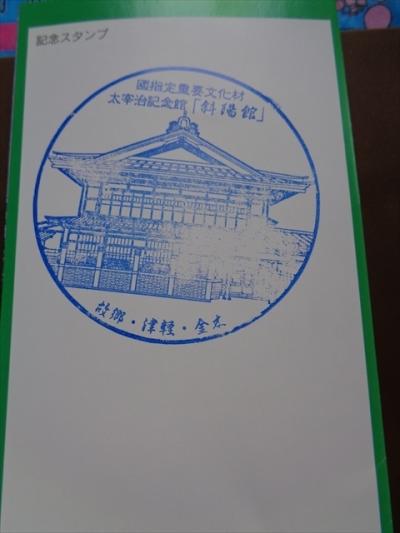 記念スタンプ
國指定重要文化材
太宰治記念館「斜陽館」
故郷・津軽・金木